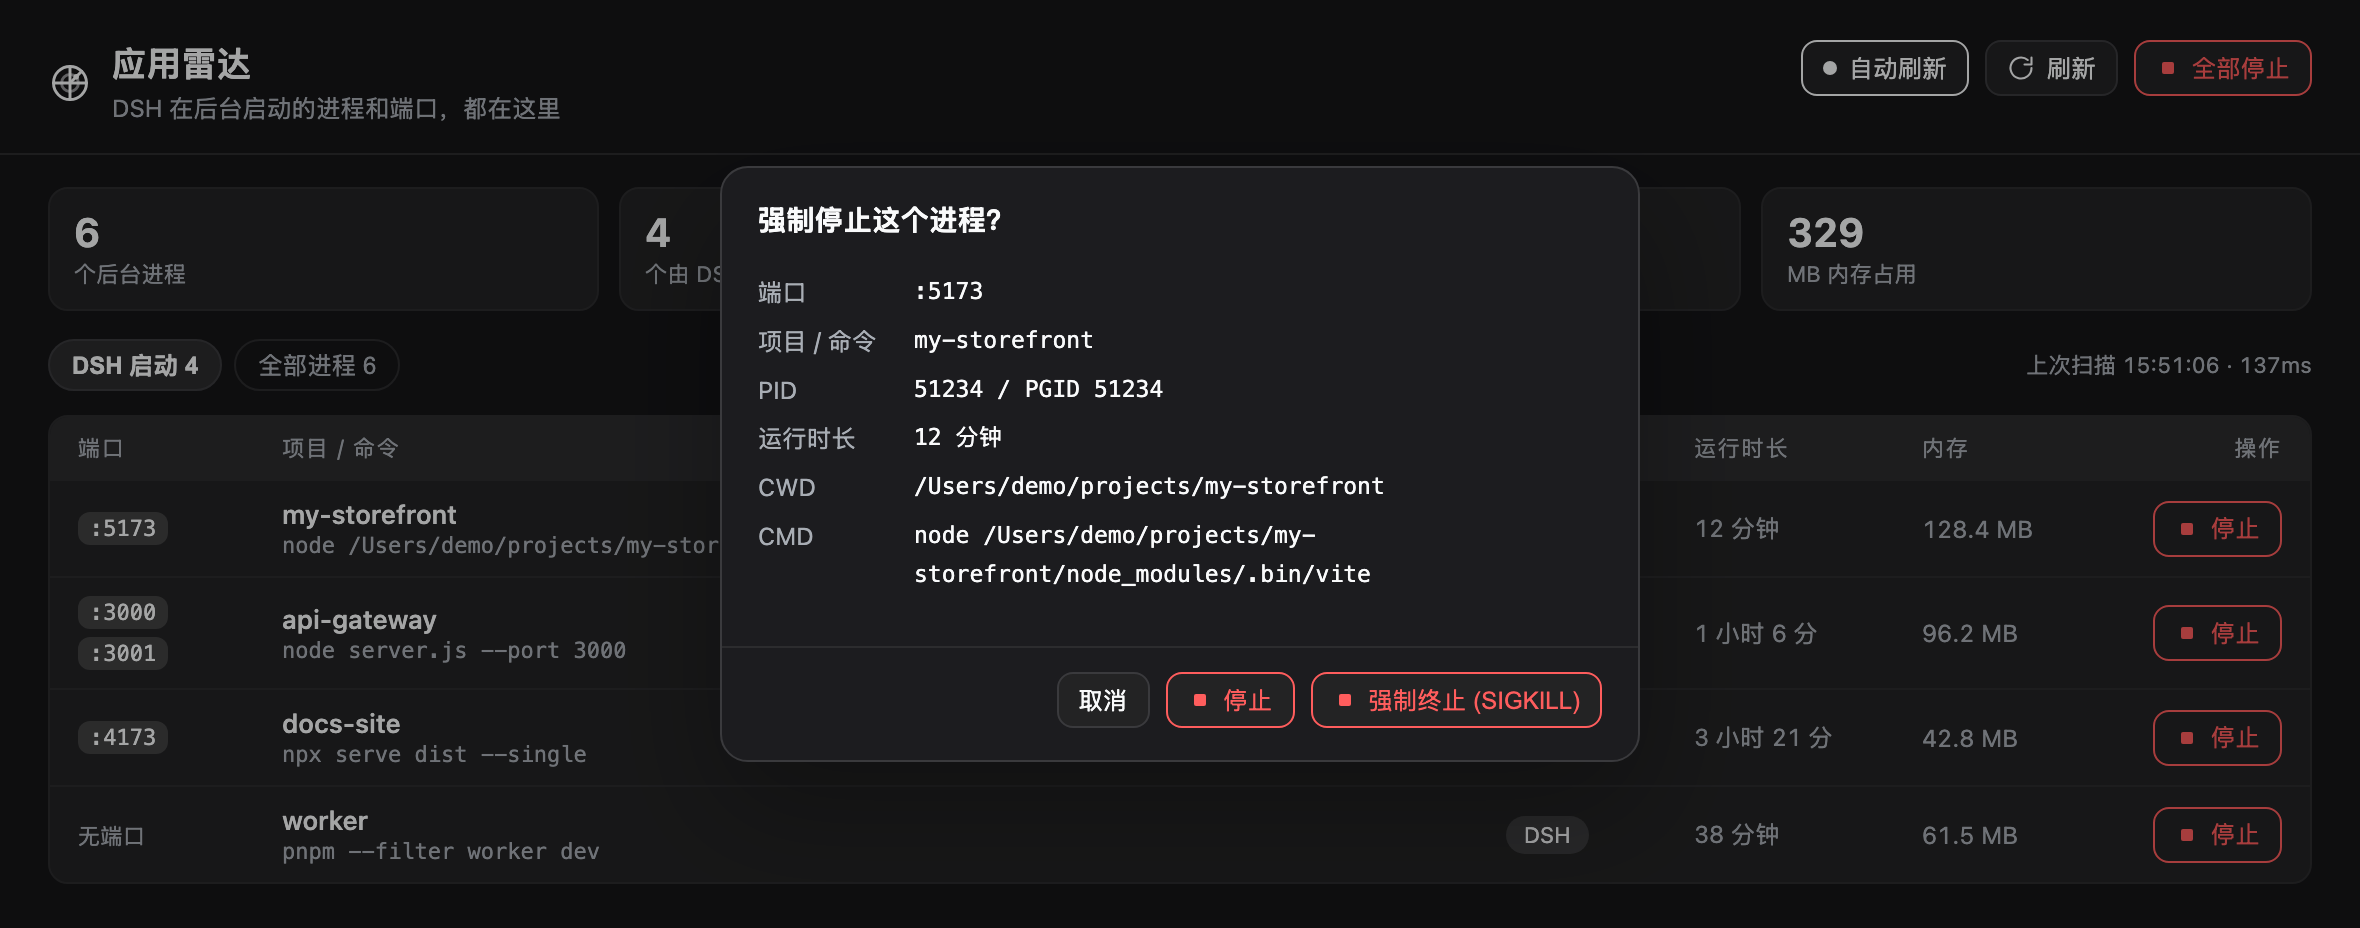 应用雷达
DSH 在后台启动的进程和端口，都在这里
自动刷新
刷新
全部停止
6
个后台进程
4
个由 DS
329
MB 内存占用
DSH 启动 4
全部进程 6
上次扫描 15:51:06 · 137ms
端口
项目 / 命令
运行时长
内存
操作
:5173
my-storefront
node /Users/demo/projects/my-stor
12 分钟
128.4 MB
停止
:3000
:3001
api-gateway
node server.js --port 3000
1 小时 6 分
96.2 MB
停止
:4173
docs-site
npx serve dist --single
3 小时 21 分
42.8 MB
停止
无端口
worker
pnpm --filter worker dev
DSH
38 分钟
61.5 MB
停止
强制停止这个进程？
端口
:5173
项目 / 命令
my-storefront
PID
51234 / PGID 51234
运行时长
12 分钟
CWD
/Users/demo/projects/my-storefront
CMD
node /Users/demo/projects/my-
storefront/node_modules/.bin/vite
取消
停止
强制终止 (SIGKILL)